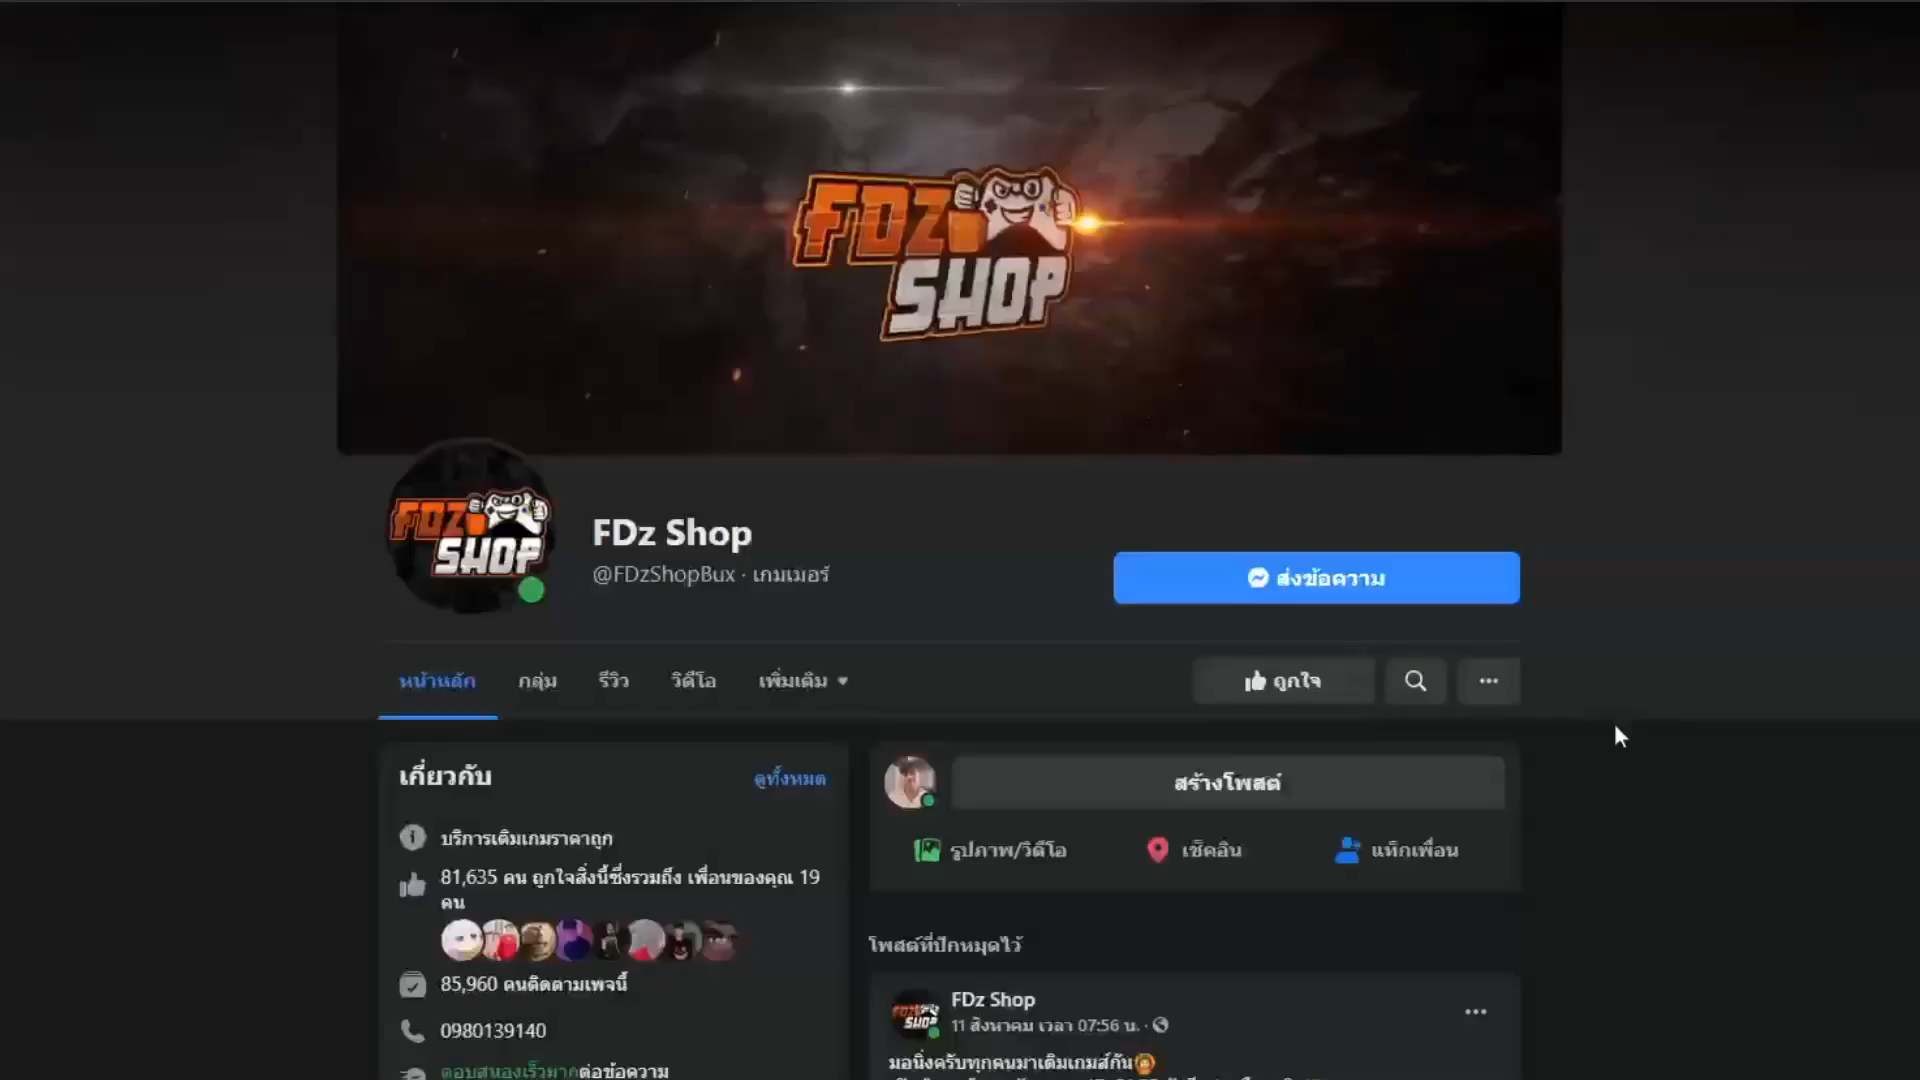 FDZ
SHOP
FDZ
SHOP
FDz Shop
@FDzShopBux · เกมเมอร์
ส่งข้อความ
หน้าหลัก
กลุ่ม
รีวิว
วิดีโอ
เพิ่มเติม
ถูกใจ
เกี่ยวกับ
ดูทั้งหมด
บริการเติมเกมราคาถูก
81,635 คน ถูกใจสิ่งนี้ซึ่งรวมถึง เพื่อนของคุณ 19
คน
85,960 คนติดตามเพจนี้
0980139140
ตอบสนองเร็วมากต่อข้อความ
สร้างโพสต์
รูปภาพ/วิดีโอ
เช็คอิน
แท็กเพื่อน
โพสต์ที่ปักหมุดไว้
FDZ
SHOP
FDz Shop
11 สิงหาคม เวลา 07:56 น. ·
มอนิ่งครับทุกคนมาเติมเกมส์กัน